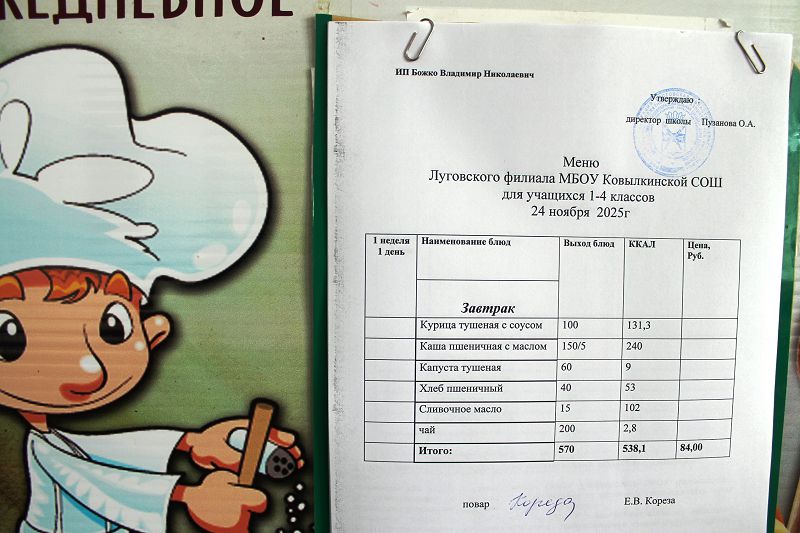 ЕДНЕВНОЕ
ИП Божко Владимир Николаевич
Утверждаю
директор школы Пузанова О.А.
Меню
Луговского филиала МБОУ Ковылкинской СОШ
для учащихся 1-4 классов
24 ноября 2025г
1 неделя 1 день Наименование блюд Выход блюд ККАЛ Цена, Руб.
Завтрак
Курица тушеная с соусом 100 131,3
Каша пшеничная с маслом 150/5 240
Капуста тушеная 60 9
Хлеб пшеничный 40 53
Сливочное масло 15 102
чай 200 2,8
Итого: 570 538,1 84,00
повар Кореза Е.В. Кореза